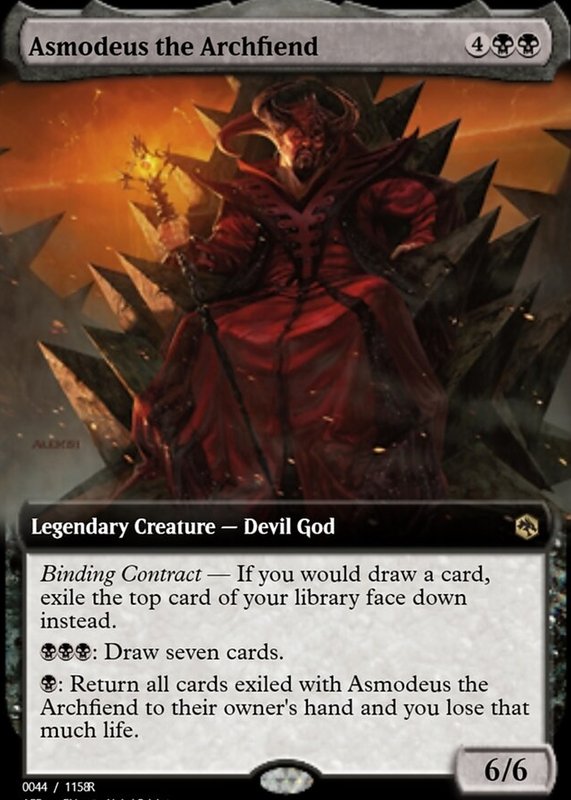 Asmodeus the Archfiend 4
ALEKSI
Legendary Creature — Devil God
Binding Contract — If you would draw a card,
exile the top card of your library face down
instead.
: Draw seven cards.
: Return all cards exiled with Asmodeus the
Archfiend to their owner's hand and you lose that
much life.
6/6
0044 / 1158R